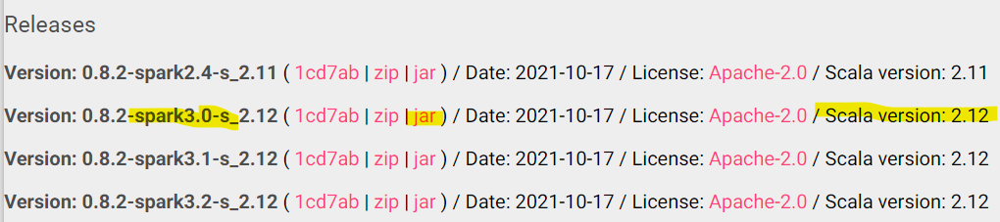 Releases
Version: 0.8.2-spark2.4-s_2.11 ( 1cd7ab | zip | jar ) / Date: 2021-10-17 / License: Apache-2.0 / Scala version: 2.11
Version: 0.8.2-spark3.0-s_2.12 ( 1cd7ab | zip | jar ) / Date: 2021-10-17 / License: Apache-2.0 / Scala version: 2.12
Version: 0.8.2-spark3.1-s_2.12 ( 1cd7ab | zip | jar ) / Date: 2021-10-17 / License: Apache-2.0 / Scala version: 2.12
Version: 0.8.2-spark3.2-s_2.12 ( 1cd7ab | zip | jar ) / Date: 2021-10-17 / License: Apache-2.0 / Scala version: 2.12